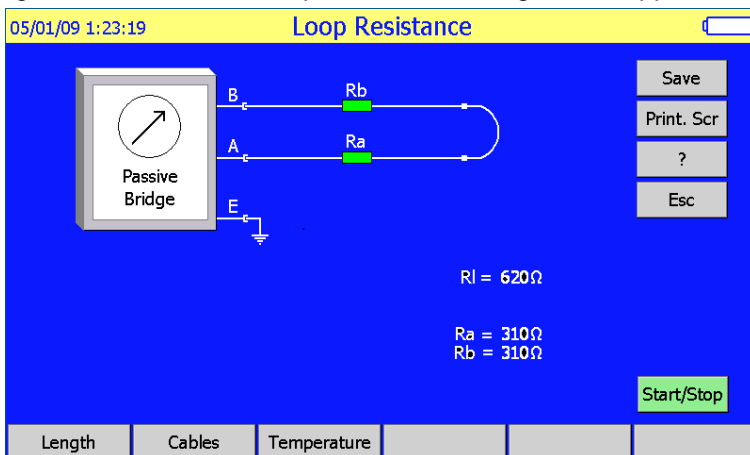 05/01/09 1:23:19 Loop Resistance
B Rb
A Ra
Passive
Bridge
E
Rl = 620Ω
Ra = 310Ω
Rb = 310Ω
Save
Print. Scr
?
Esc
Start/Stop
Length Cables Temperature